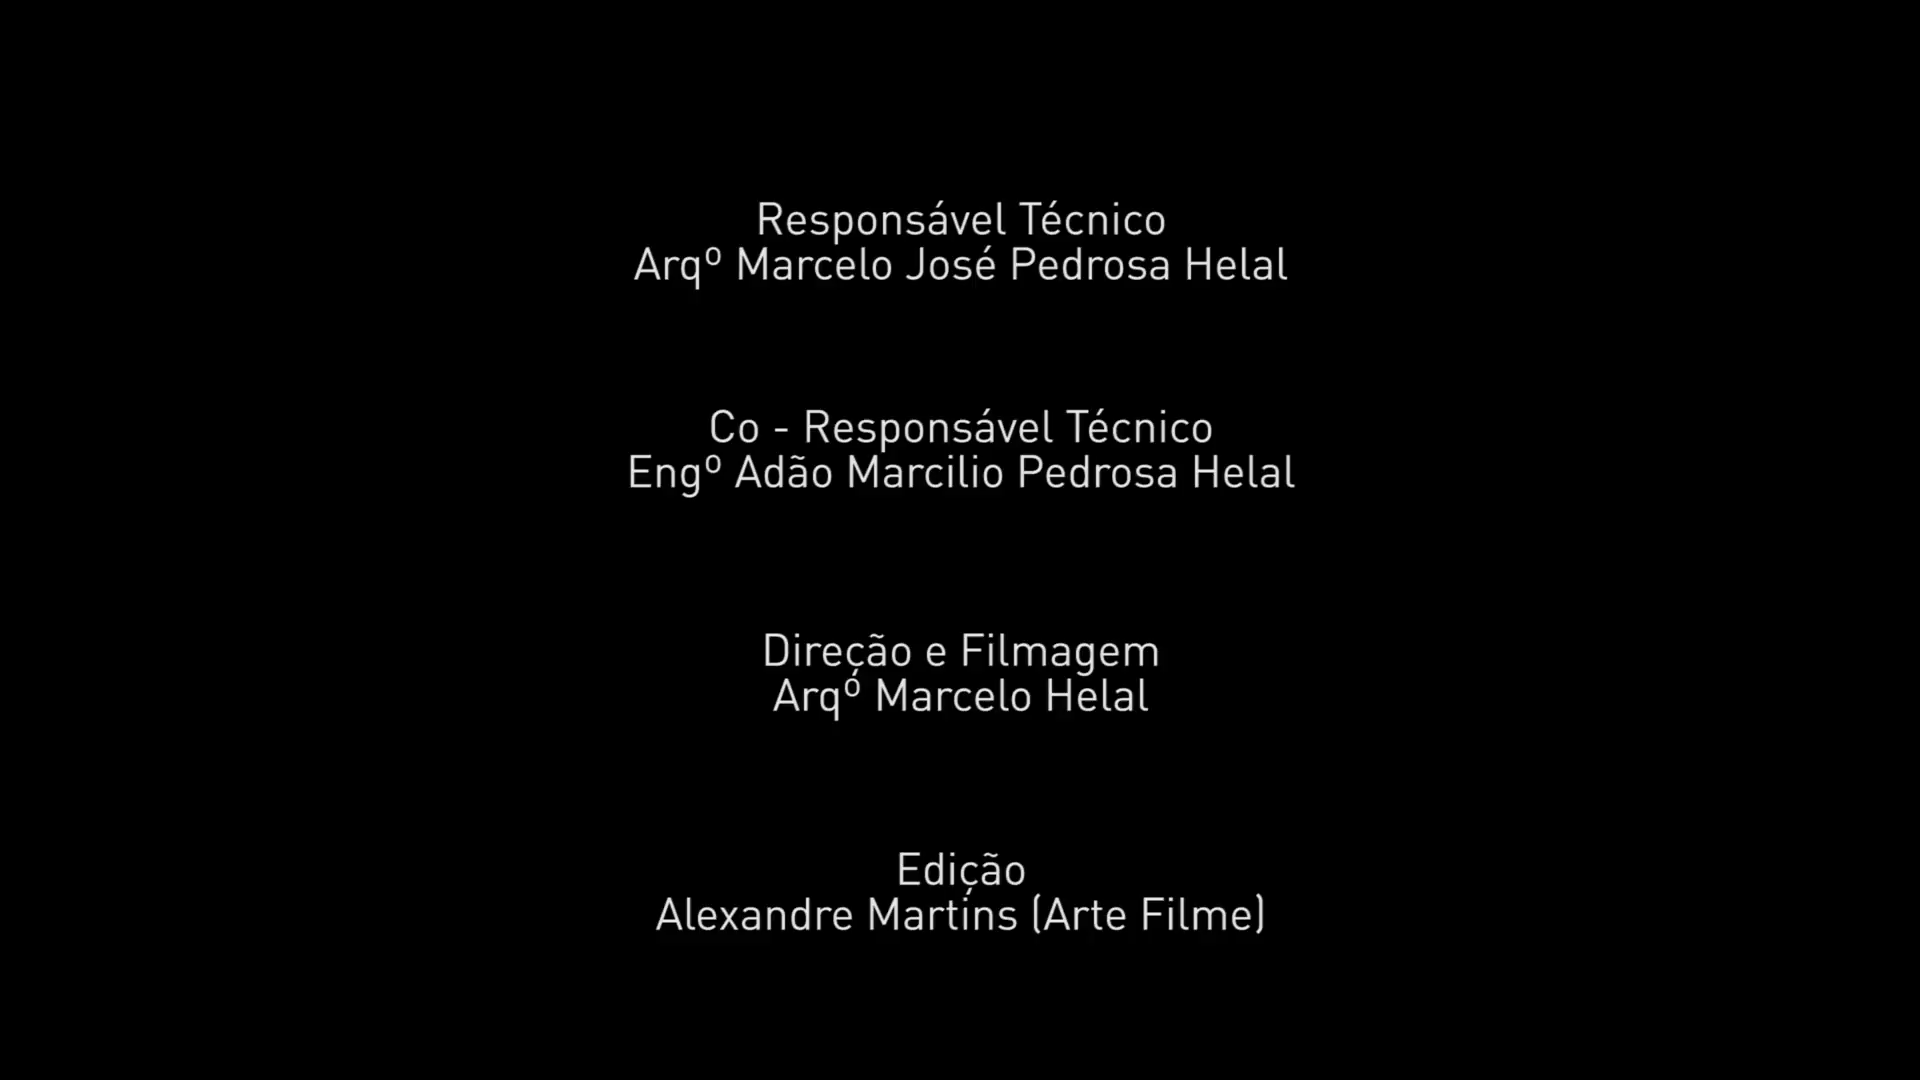 Responsável Técnico
Arqº Marcelo José Pedrosa Helal
Co - Responsável Técnico
Engº Adão Marcilio Pedrosa Helal
Direção e Filmagem
Arqº Marcelo Helal
Edição
Alexandre Martins (Arte Filme)